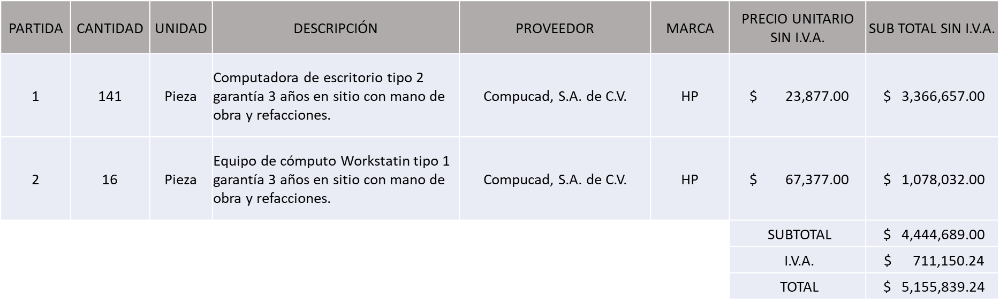 PARTIDA CANTIDAD UNIDAD DESCRIPCIÓN PROVEEDOR MARCA PRECIO UNITARIO SIN I.V.A. SUB TOTAL SIN I.V.A.
Computadora de escritorio tipo 2
1 141 Pieza garantía 3 años en sitio con mano de Compucad, S.A. de C.V. HP $ 23,877.00 $ 3,366,657.00
obra y refacciones.
Equipo de cómputo Workstatin tipo 1
2 16 Pieza garantía 3 años en sitio con mano de Compucad, S.A. de C.V. HP $ 67,377.00 $ 1,078,032.00
obra y refacciones.
SUBTOTAL $ 4,444,689.00
I.V.A. $ 711,150.24
TOTAL $ 5,155,839.24